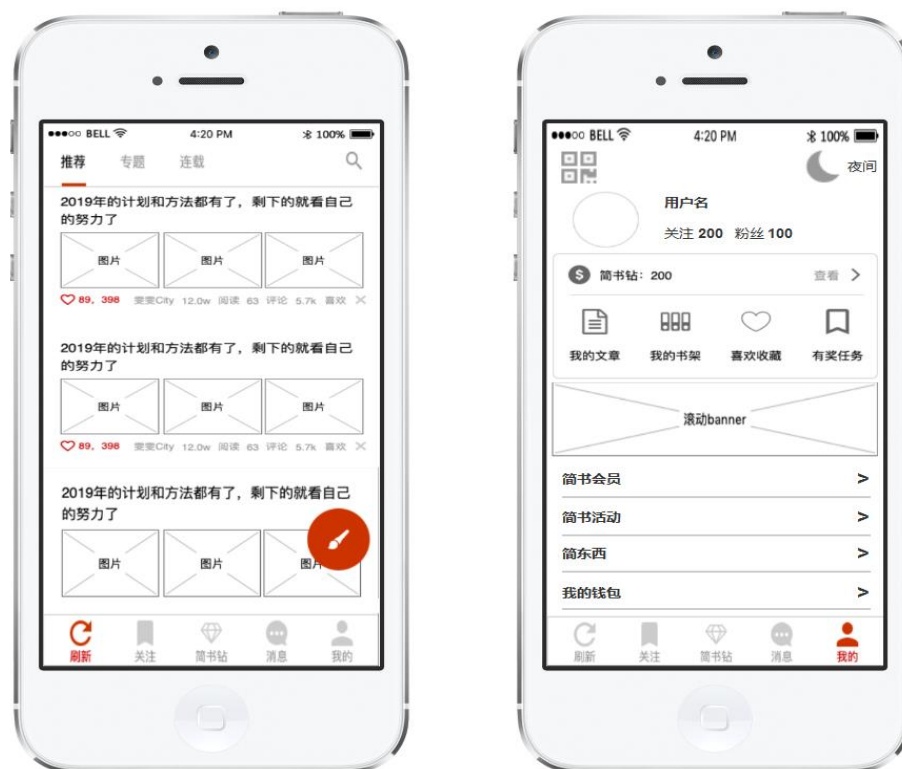 BELL 4:20 PM 100%
推荐 专题 连载
2019年的计划和方法都有了，剩下的就看自己
的努力了
图片 图片 图片
89，398 雯雯City 12.0w 阅读 63 评论 5.7k 喜欢
2019年的计划和方法都有了，剩下的就看自己
的努力了
图片 图片 图片
89，398 雯雯City 12.0w 阅读 63 评论 5.7k 喜欢
2019年的计划和方法都有了，剩下的就看自己
的努力了
图片 图片 图片
刷新 关注 简书钻 消息 我的
BELL 4:20 PM 100%
夜间
用户名
关注 200 粉丝 100
$ 简书钻：200 查看 >
我的文章 我的书架 喜欢收藏 有奖任务
滚动banner
简书会员 >
简书活动 >
简东西 >
我的钱包 >
刷新 关注 简书钻 消息 我的